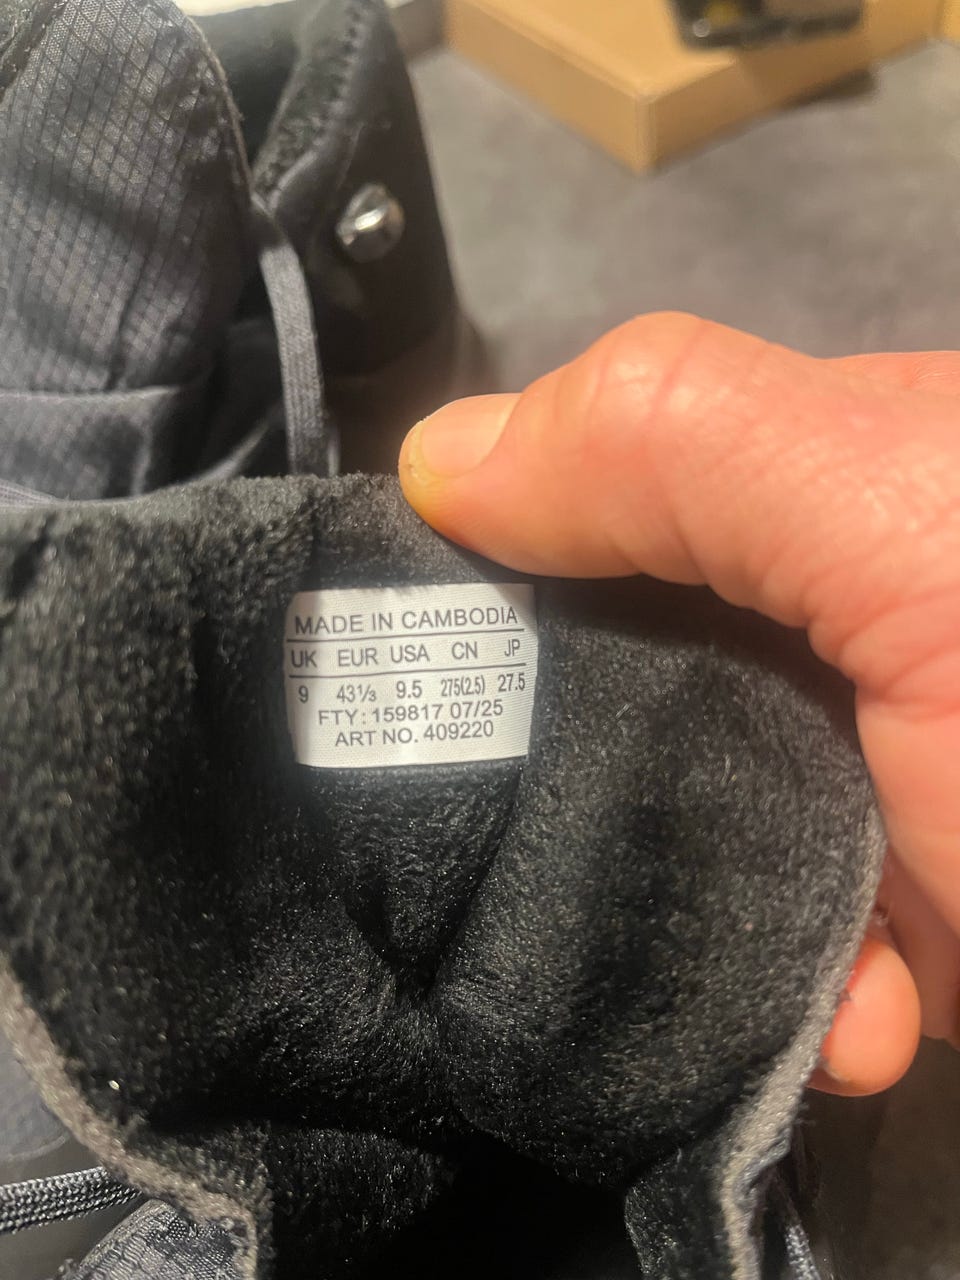 MADE IN CAMBODIA
UK EUR USA CN JP
9 43⅓ 9.5 275(2.5) 27.5
FTY: 159817 07/25
ART NO. 409220